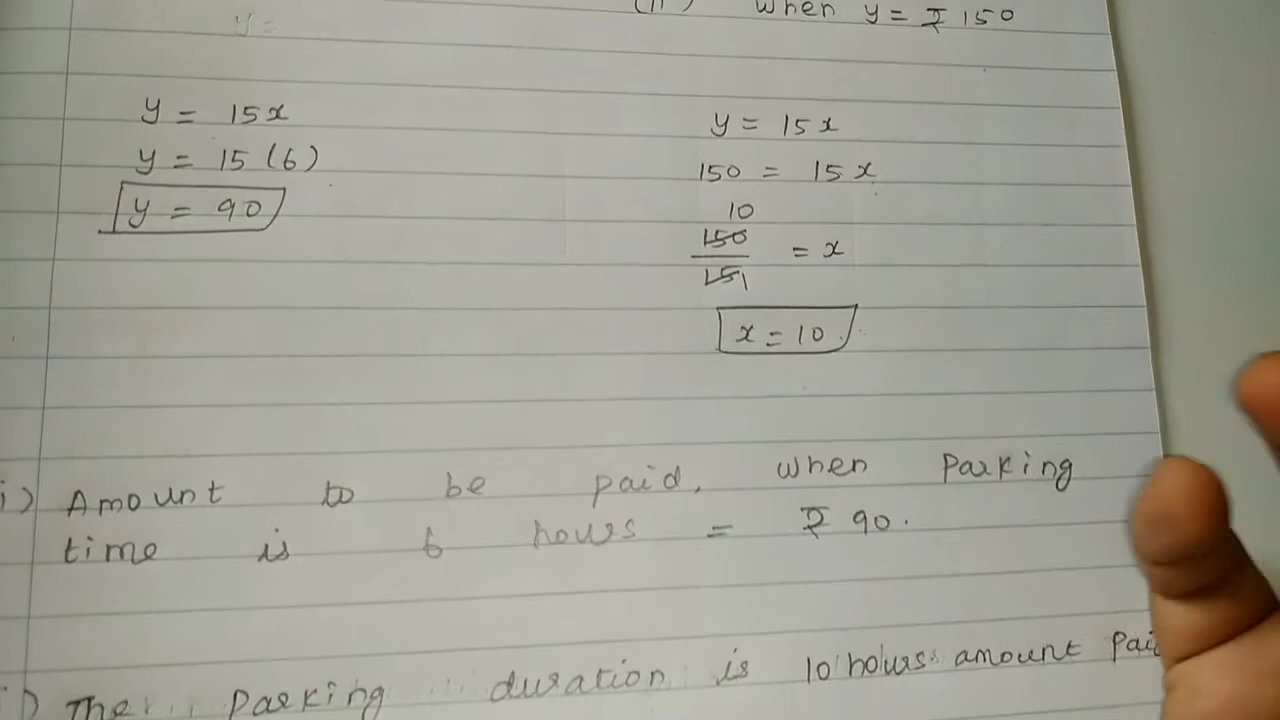 (ii) when y = ₹ 150
y =
y = 15x
y = 15 (6)
y = 90
y = 15x
150 = 15x
10
150
= x
151
x = 10
i) Amount to be paid, when parking
time is 6 hours = ₹ 90.
The parking duration is 10 hours amount